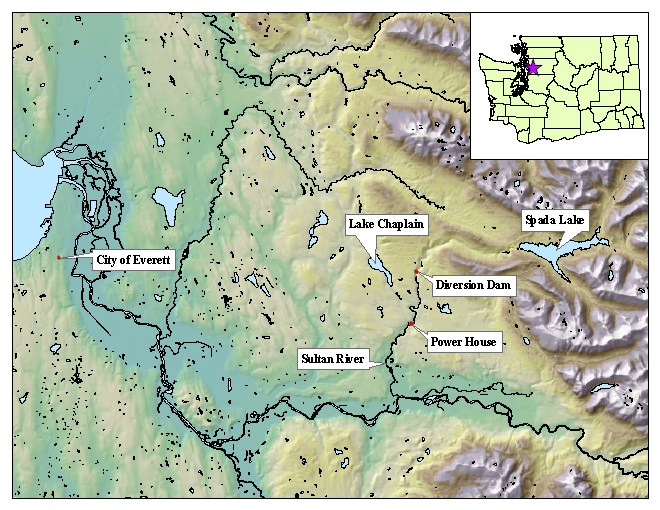 Spada Lake
Lake Chaplain
City of Everett
Diversion Dam
Power House
Sultan River